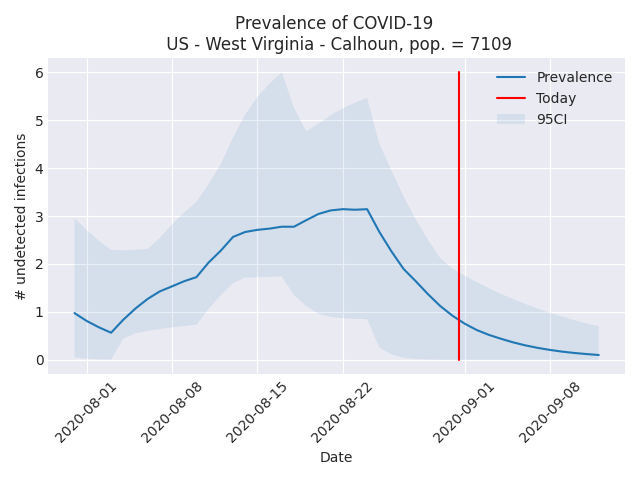 Prevalence of COVID-19
US - West Virginia - Calhoun, pop. = 7109
6
5
4
3
2
1
0
# undetected infections
Prevalence
Today
95CI
2020-08-01
2020-08-08
2020-08-15
2020-08-22
2020-09-01
2020-09-08
Date